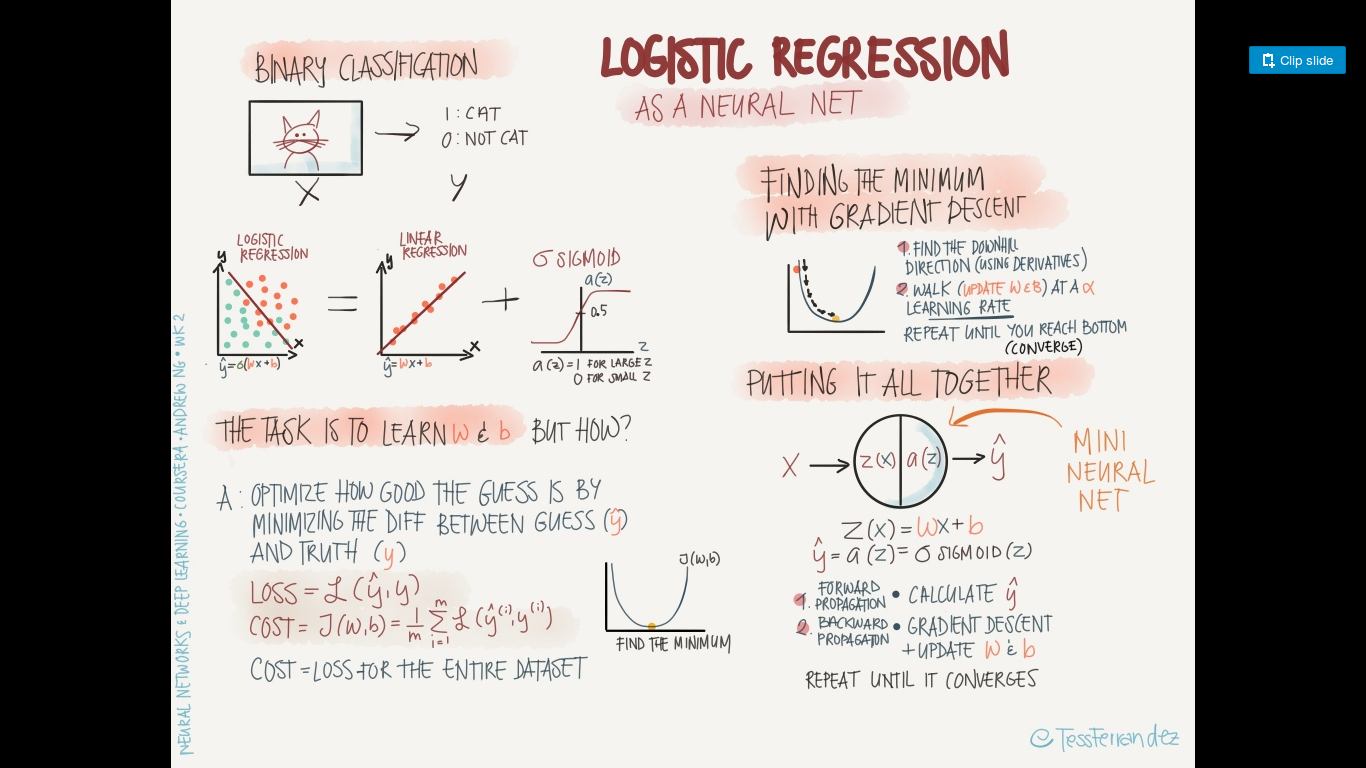 Clip slide
LOGISTIC REGRESSION
AS A NEURAL NET
BINARY CLASSIFICATION
1 : CAT
0 : NOT CAT
X
Y
LOGISTIC
REGRESSION
y
x
ŷ=σ(Wx+b)
=
LINEAR
REGRESSION
y
x
ŷ=Wx+b
+
σ SIGMOID
a(z)
0.5
z
a(z)=1 FOR LARGE Z
0 FOR SMALL Z
THE TASK IS TO LEARN W & b BUT HOW?
A: OPTIMIZE HOW GOOD THE GUESS IS BY
MINIMIZING THE DIFF BETWEEN GUESS (ŷ)
AND TRUTH (y)
LOSS = ℒ(ŷ,y)
COST = J(w,b) = 1/m Σ_{i=1}^{m} ℒ(ŷ^(i),y^(i))
COST = LOSS FOR THE ENTIRE DATASET
J(w,b)
FIND THE MINIMUM
FINDING THE MINIMUM
WITH GRADIENT DESCENT
1. FIND THE DOWNHILL
DIRECTION (USING DERIVATIVES)
2. WALK (UPDATE W & B) AT A α
LEARNING RATE
REPEAT UNTIL YOU REACH BOTTOM
(CONVERGE)
PUTTING IT ALL TOGETHER
X
z(x) a(z)
ŷ
MINI
NEURAL
NET
Z(x) = Wx+b
ŷ = a(z) = σ SIGMOID(z)
1. FORWARD
PROPAGATION • CALCULATE ŷ
2. BACKWARD
PROPAGATION • GRADIENT DESCENT
+ UPDATE W & b
REPEAT UNTIL IT CONVERGES
NEURAL NETWORKS & DEEP LEARNING • COURSERA • ANDREW NG • WK 2
@TessFerrandez